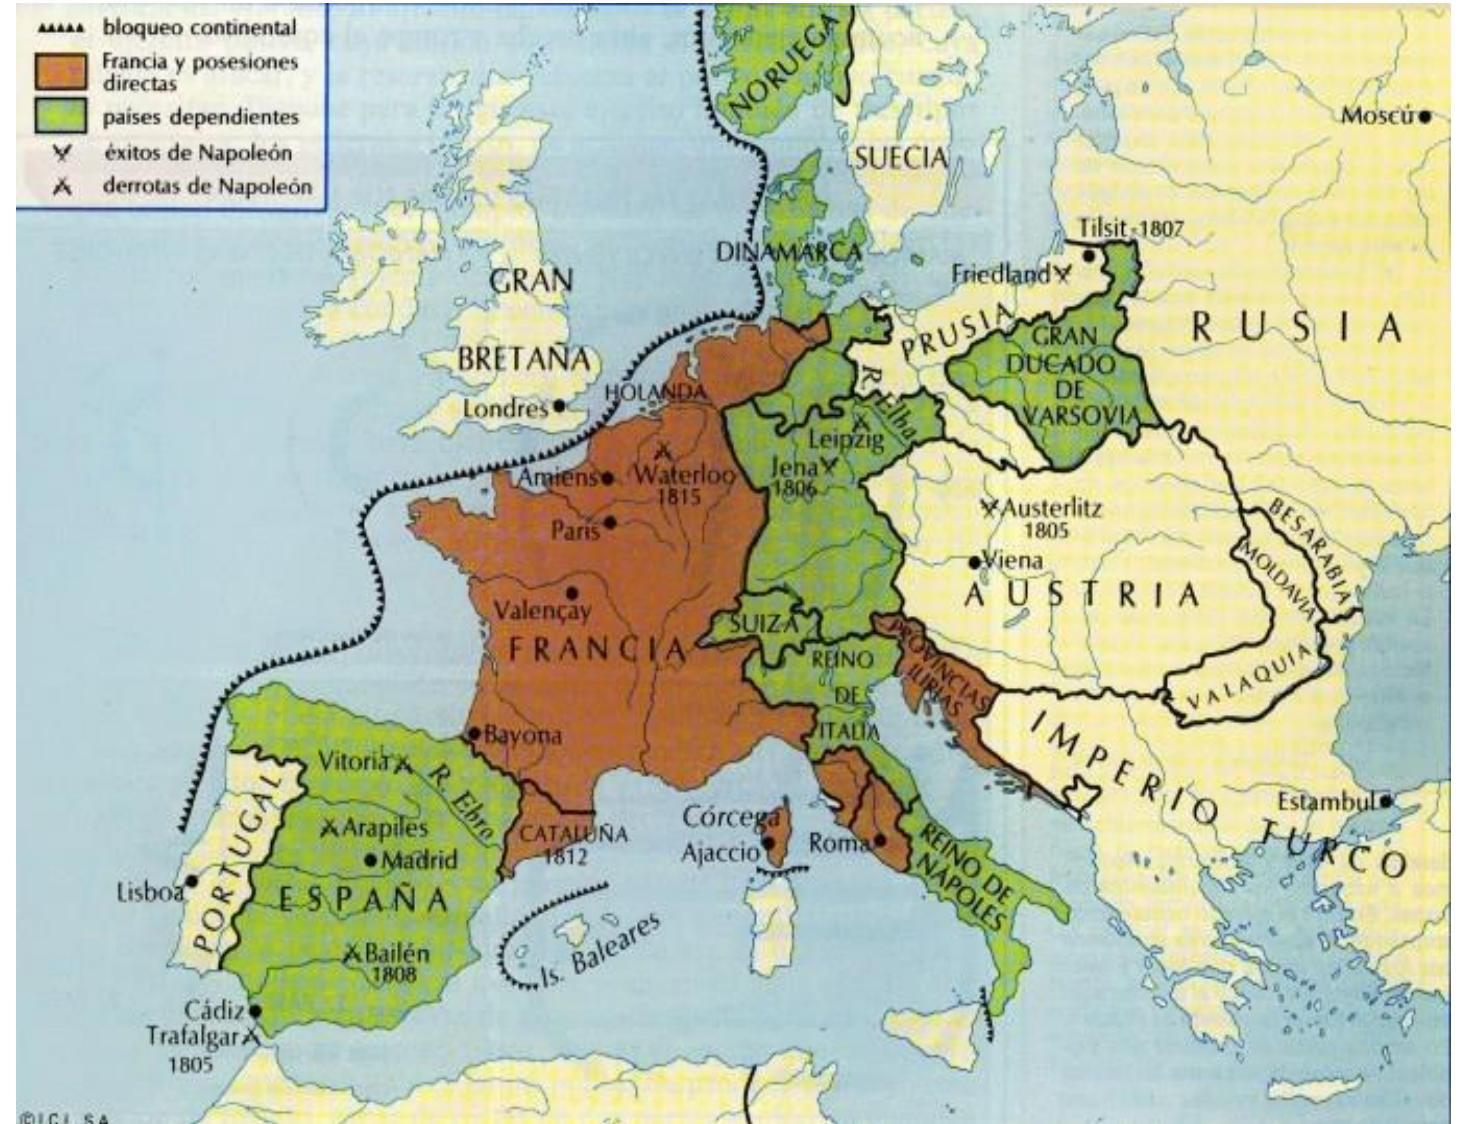 bloqueo continental
Francia y posesiones
directas
países dependientes
éxitos de Napoleón
derrotas de Napoleón
NORUEGA
SUECIA
Moscú
DINAMARCA
Tilsit 1807
Friedland
GRAN
BRETAÑA
Londres
HOLANDA
PRUSIA
GRAN
DUCADO
DE
VARSOVIA
RUSIA
R. Elba
Leipzig
Jena
1806
Amiens
Waterloo
1815
París
Austerlitz
1805
Viena
AUSTRIA
BESARABIA
MOLDAVIA
VALAQUIA
Valençay
FRANCIA
SUIZA
REINO
DE
ITALIA
PROVINCIAS
ILIRIAS
IMPERIO
TURCO
Estambul
Bayona
Vitoria
R. Ebro
Arapiles
Madrid
ESPAÑA
PORTUGAL
Lisboa
CATALUÑA
1812
Córcega
Ajaccio
Roma
REINO DE
NÁPOLES
Is. Baleares
Bailén
1808
Cádiz
Trafalgar
1805
©ICI, SA